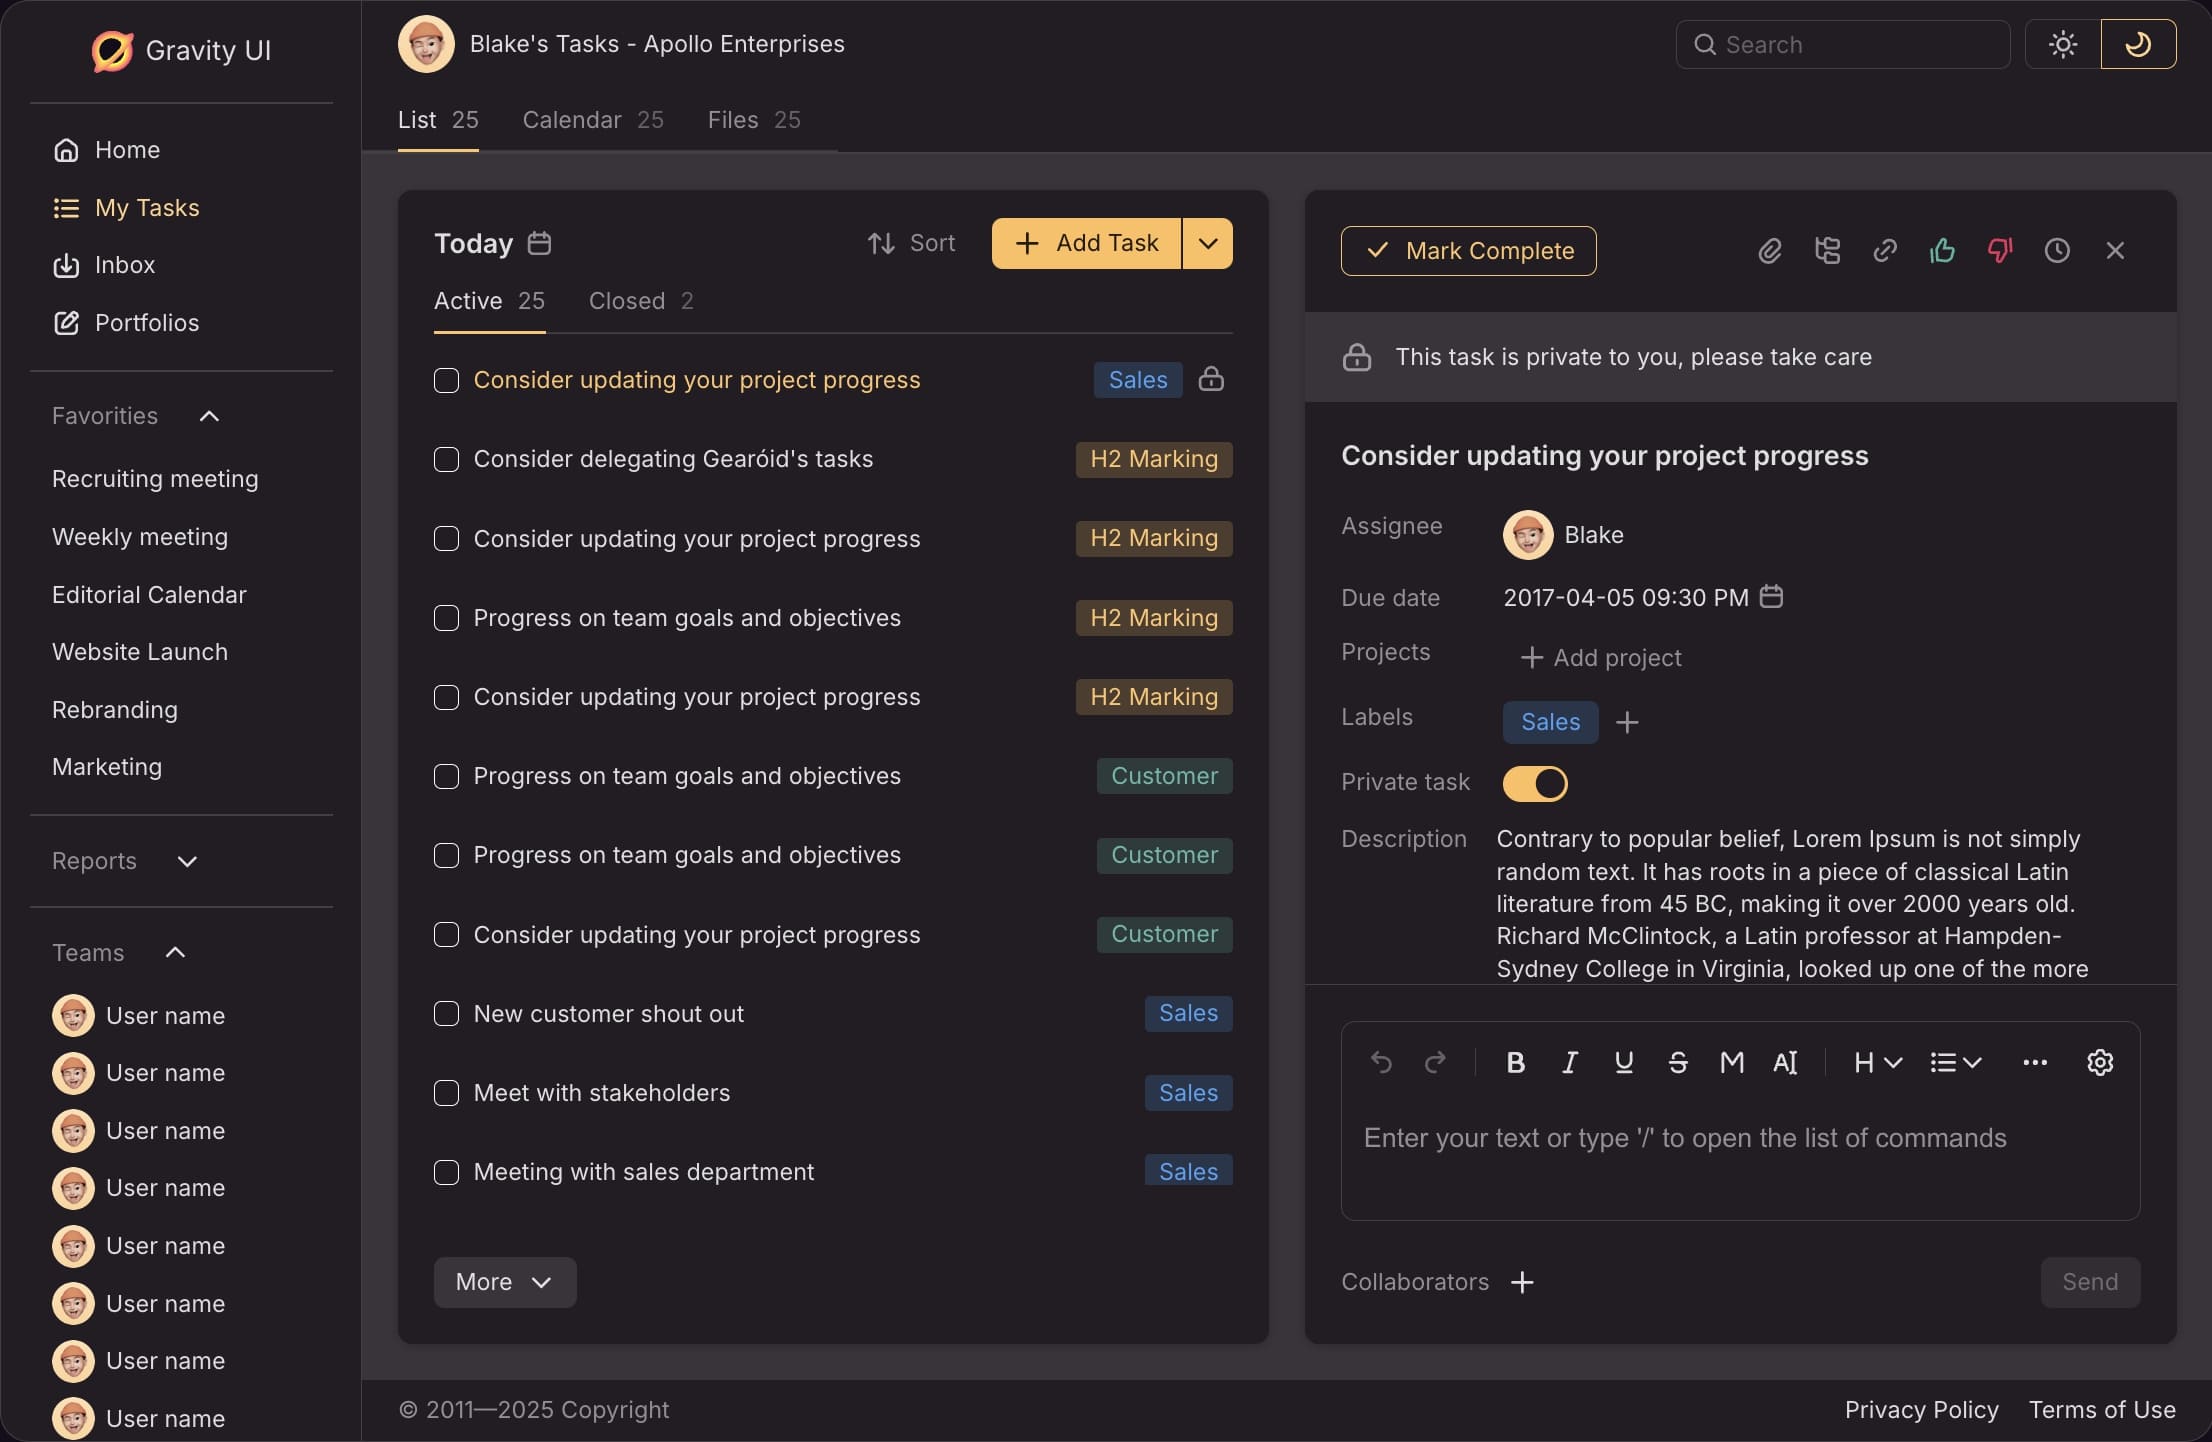 Gravity UI
Home
My Tasks
Inbox
Portfolios
Favorities
Recruiting meeting
Weekly meeting
Editorial Calendar
Website Launch
Rebranding
Marketing
Reports
Teams
User name
User name
User name
User name
User name
User name
User name
User name
Blake's Tasks - Apollo Enterprises
Search
List 25
Calendar 25
Files 25
Today
Sort
Add Task
Active 25
Closed 2
Consider updating your project progress Sales
Consider delegating Gearóid's tasks H2 Marking
Consider updating your project progress H2 Marking
Progress on team goals and objectives H2 Marking
Consider updating your project progress H2 Marking
Progress on team goals and objectives Customer
Progress on team goals and objectives Customer
Consider updating your project progress Customer
New customer shout out Sales
Meet with stakeholders Sales
Meeting with sales department Sales
More
Mark Complete
This task is private to you, please take care
Consider updating your project progress
Assignee Blake
Due date 2017-04-05 09:30 PM
Projects Add project
Labels Sales
Private task
Description Contrary to popular belief, Lorem Ipsum is not simply
random text. It has roots in a piece of classical Latin
literature from 45 BC, making it over 2000 years old.
Richard McClintock, a Latin professor at Hampden-
Sydney College in Virginia, looked up one of the more
B I U S M AI H
Enter your text or type '/' to open the list of commands
Collaborators
Send
© 2011—2025 Copyright
Privacy Policy
Terms of Use